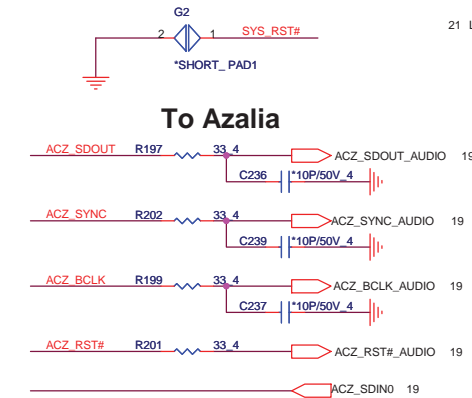 G2
21 L
2 1 SYS_RST#
*SHORT_ PAD1
To Azalia
ACZ_SDOUT R197 33_4 ACZ_SDOUT_AUDIO 19
C236 *10P/50V_4
ACZ_SYNC R202 33_4 ACZ_SYNC_AUDIO 19
C239 *10P/50V_4
ACZ_BCLK R199 33_4 ACZ_BCLK_AUDIO 19
C237 *10P/50V_4
ACZ_RST# R201 33_4 ACZ_RST#_AUDIO 19
ACZ_SDIN0 19